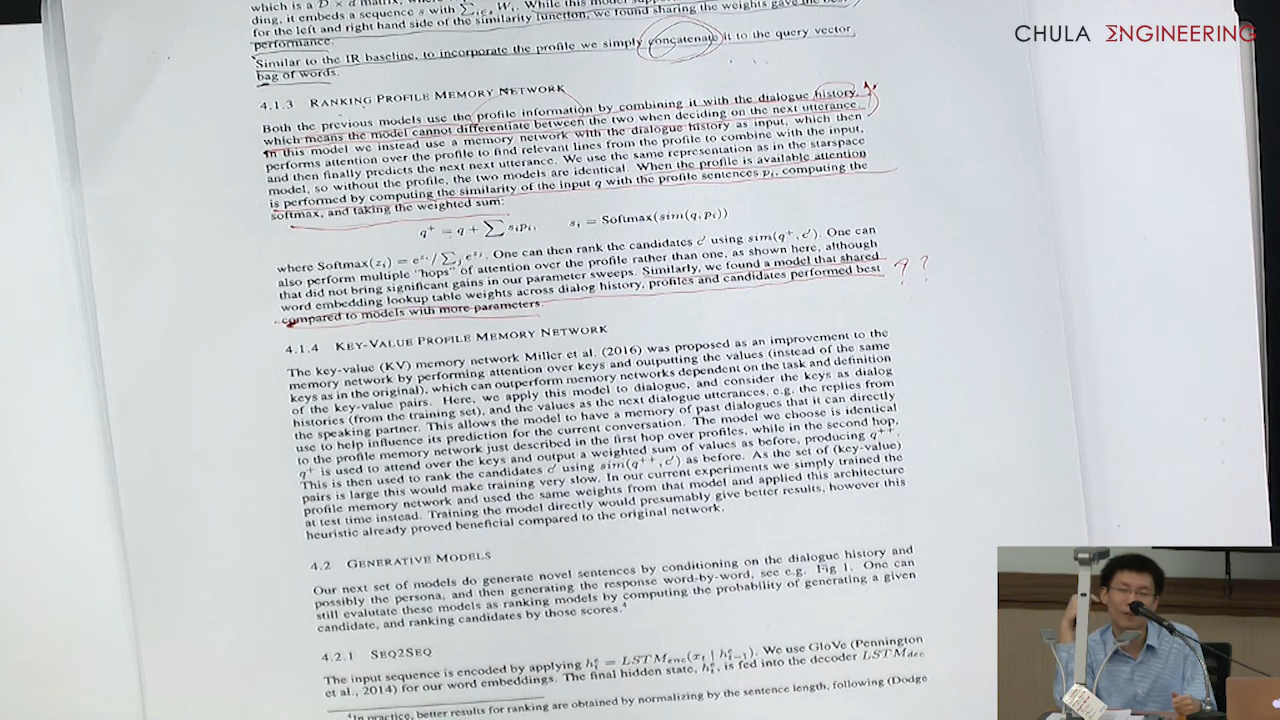 CHULA ΣNGINEERING
which is a D × d matrix,
ding, it embeds a sequence s with
for the left and right hand side of the similarity function, we found sharing the weights gave the best
performance.
Similar to the IR baseline, to incorporate the profile we simply concatenate it to the query vector
bag of words.
4.1.3 RANKING PROFILE MEMORY NETWORK
Both the previous models use the profile information by combining it with the dialogue history,
which means the model cannot differentiate between the two when deciding on the next utterance.
In this model we instead use a memory network with the dialogue history as input, which then
performs attention over the profile to find relevant lines from the profile to combine with the input,
and then finally predicts the next next utterance. We use the same representation as in the starspace
model, so without the profile, the two models are identical. When the profile is available attention
is performed by computing the similarity of the input q with the profile sentences pᵢ, computing the
softmax, and taking the weighted sum:
q⁺ = q + ∑ sᵢpᵢ, sᵢ = Softmax(sim(q, pᵢ))
where Softmax(zᵢ) = e^{zᵢ} / ∑ⱼ e^{zⱼ}. One can then rank the candidates c′ using sim(q⁺, c′). One can
also perform multiple "hops" of attention over the profile rather than one, as shown here, although
that did not bring significant gains in our parameter sweeps. Similarly, we found a model that shared
word embedding lookup table weights across dialog history, profiles and candidates performed best
compared to models with more parameters.
? ?
4.1.4 KEY-VALUE PROFILE MEMORY NETWORK
The key-value (KV) memory network Miller et al. (2016) was proposed as an improvement to the
memory network by performing attention over keys and outputting the values (instead of the same
keys as in the original), which can outperform memory networks dependent on the task and definition
of the key-value pairs. Here, we apply this model to dialogue, and consider the keys as dialog
histories (from the training set), and the values as the next dialogue utterances, e.g. the replies from
the speaking partner. This allows the model to have a memory of past dialogues that it can directly
use to help influence its prediction for the current conversation. The model we choose is identical
to the profile memory network just described in the first hop over profiles, while in the second hop,
q⁺ is used to attend over the keys and output a weighted sum of values as before, producing q⁺⁺.
This is then used to rank the candidates c′ using sim(q⁺⁺, c′) as before. As the set of (key-value)
pairs is large this would make training very slow. In our current experiments we simply trained the
profile memory network and used the same weights from that model and applied this architecture
at test time instead. Training the model directly would presumably give better results, however this
heuristic already proved beneficial compared to the original network.
4.2 GENERATIVE MODELS
Our next set of models do generate novel sentences by conditioning on the dialogue history and
possibly the persona, and then generating the response word-by-word, see e.g. Fig 1. One can
still evalutate these models as ranking models by computing the probability of generating a given
candidate, and ranking candidates by those scores.⁴
4.2.1 SEQ2SEQ
The input sequence is encoded by applying hᵉₜ = LSTMₑₙc(xₜ | hᵉₜ₋₁). We use GloVe (Pennington
et al., 2014) for our word embeddings. The final hidden state, hᵉₜ, is fed into the decoder LSTM_dec
⁴In practice, better results for ranking are obtained by normalizing by the sentence length, following (Dodge